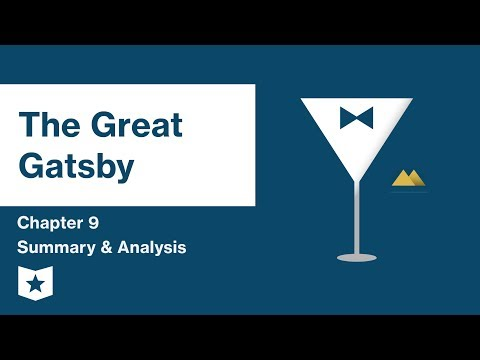 The Great
Gatsby
Chapter 9
Summary & Analysis